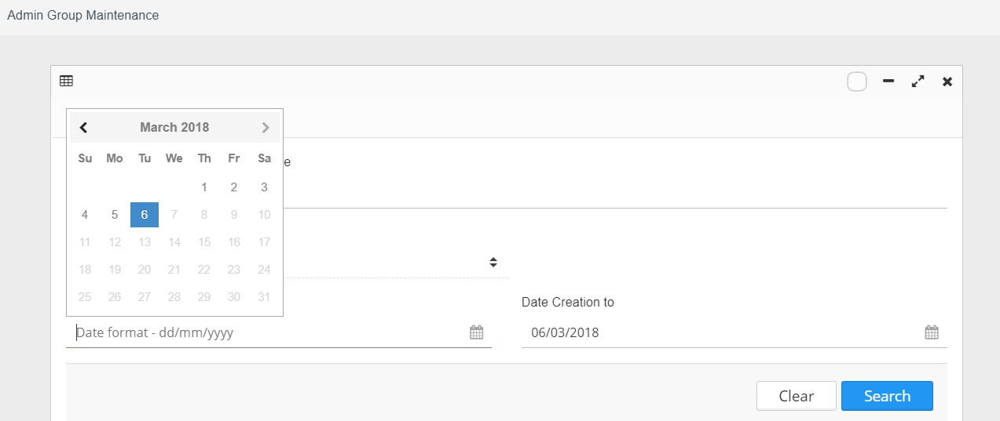 Admin Group Maintenance
March 2018
Su Mo Tu We Th Fr Sa
e
1 2 3
4 5 6 7 8 9 10
11 12 13 14 15 16 17
18 19 20 21 22 23 24
25 26 27 28 29 30 31
Date Creation to
Date format - dd/mm/yyyy
06/03/2018
Clear Search